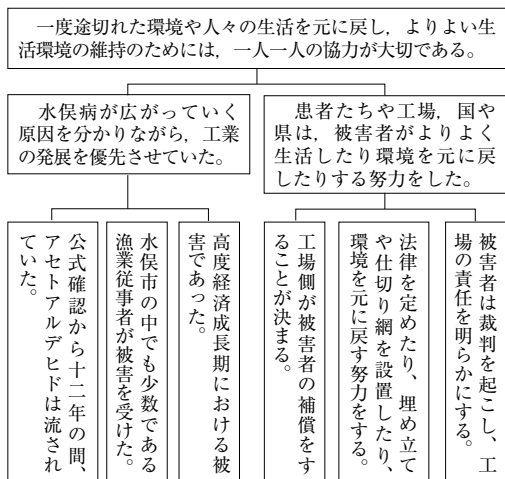 一度途切れた環境や人々の生活を元に戻し，よりよい生
活環境の維持のためには，一人一人の協力が大切である。
水俣病が広がっていく
原因を分かりながら，工業
の発展を優先させていた。
患者たちや工場，国や
県は，被害者がよりよく
生活したり環境を元に戻
したりする努力をした。
被害者は裁判を起こし、工
場の責任を明らかにする。
法律を定めたり、埋め立て
や仕切り網を設置したり、
環境を元に戻す努力をする。
工場側が被害者の補償をす
ることが決まる。
高度経済成長期における被
害であった。
水俣市の中でも少数である
漁業従事者が被害を受けた。
公式確認から十二年の間、
アセトアルデヒドは流され
ていた。